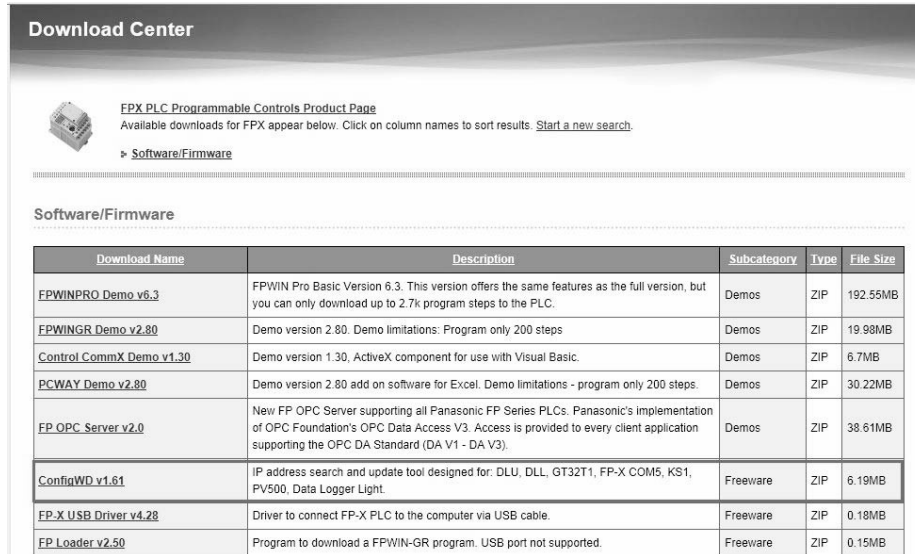 Download Center
FPX PLC Programmable Controls Product Page
Available downloads for FPX appear below. Click on column names to sort results. Start a new search.
Software/Firmware
Software/Firmware
Download Name Description Subcategory Type File Size
FPWINPRO Demo v6.3 FPWIN Pro Basic Version 6.3. This version offers the same features as the full version, but Demos ZIP 192.55MB
you can only download up to 2.7k program steps to the PLC.
FPWINGR Demo v2.80 Demo version 2.80. Demo limitations: Program only 200 steps Demos ZIP 19.98MB
Control CommX Demo v1.30 Demo version 1.30, ActiveX component for use with Visual Basic. Demos ZIP 6.7MB
PCWAY Demo v2.80 Demo version 2.80 add on software for Excel. Demo limitations - program only 200 steps. Demos ZIP 30.22MB
New FP OPC Server supporting all Panasonic FP Series PLCs. Panasonic's implementation
FP OPC Server v2.0 of OPC Foundation's OPC Data Access V3. Access is provided to every client application Demos ZIP 38.61MB
supporting the OPC DA Standard (DA V1 - DA V3).
ConfigWD v1.61 IP address search and update tool designed for: DLU, DLL, GT32T1, FP-X COM5, KS1, Freeware ZIP 6.19MB
PV500, Data Logger Light.
FP-X USB Driver v4.28 Driver to connect FP-X PLC to the computer via USB cable. Freeware ZIP 0.18MB
FP Loader v2.50 Program to download a FPWIN-GR program. USB port not supported. Freeware ZIP 0.15MB